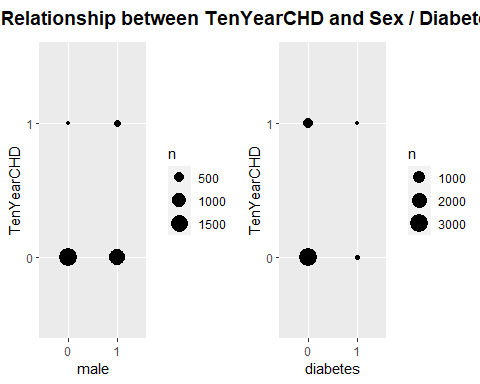 Relationship between TenYearCHD and Sex / Diabete
TenYearCHD
1
0
0 1
male
n
500
1000
1500
TenYearCHD
1
0
0 1
diabetes
n
1000
2000
3000